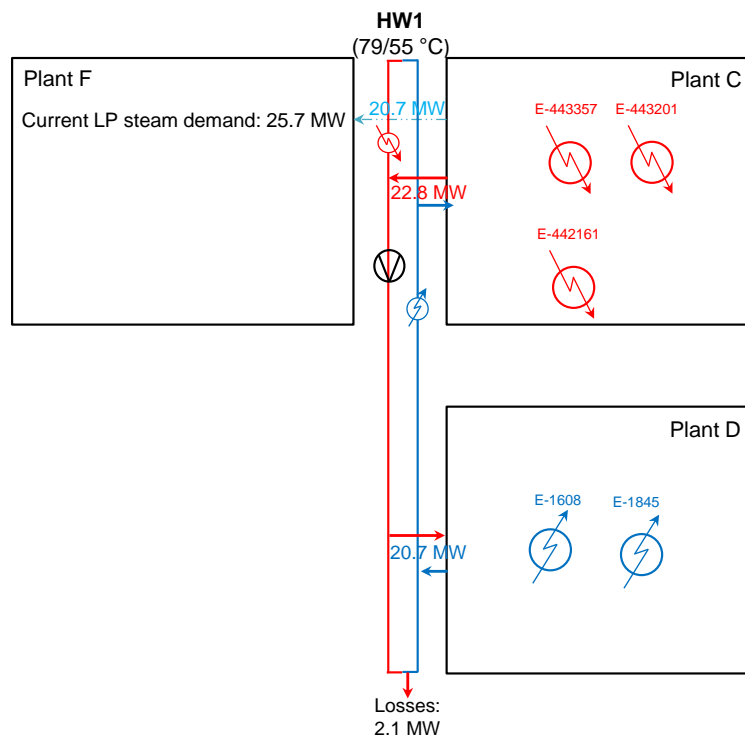 HW1
(79/55 °C)
Plant F
Plant C
Current LP steam demand: 25.7 MW
20.7 MW
E-443357
E-443201
22.8 MW
E-442161
Plant D
E-1608
E-1845
20.7 MW
Losses:
2.1 MW